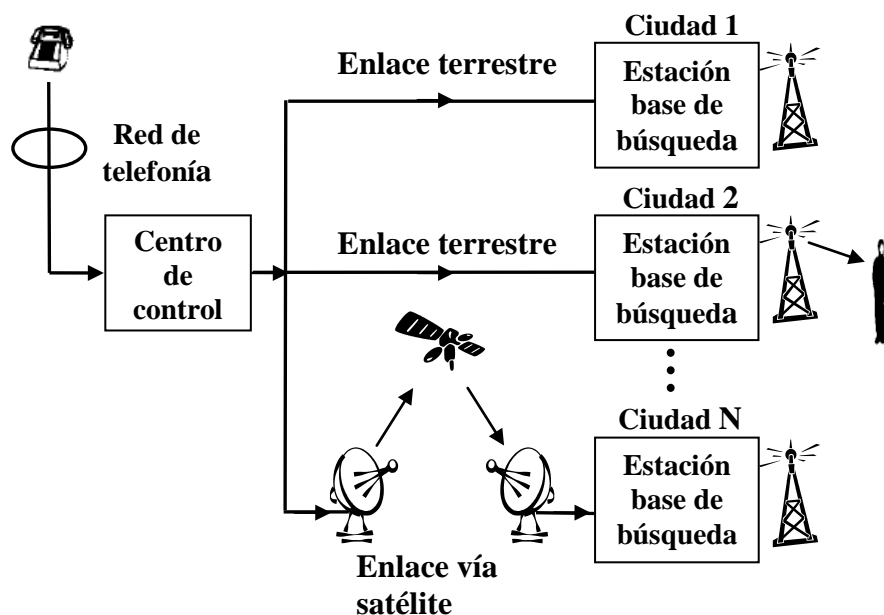 Ciudad 1
Enlace terrestre
Estación
base de
búsqueda
Red de
telefonía
Ciudad 2
Centro
de
control
Enlace terrestre
Estación
base de
búsqueda
Ciudad N
Estación
base de
búsqueda
Enlace vía
satélite